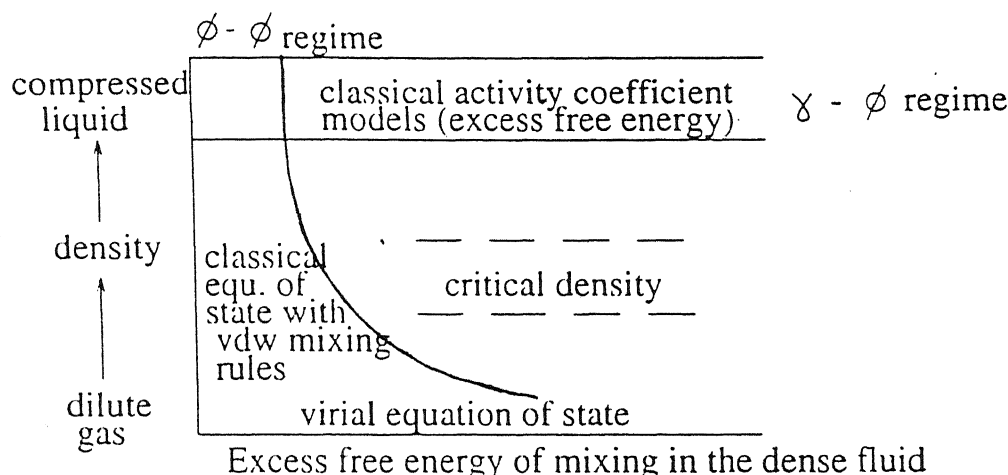 ϕ - ϕ regime
compressed
liquid
classical activity coefficient
models (excess free energy)
γ - ϕ regime
density
classical
equ. of
state with
vdw mixing
rules
critical density
dilute
gas
virial equation of state
Excess free energy of mixing in the dense fluid